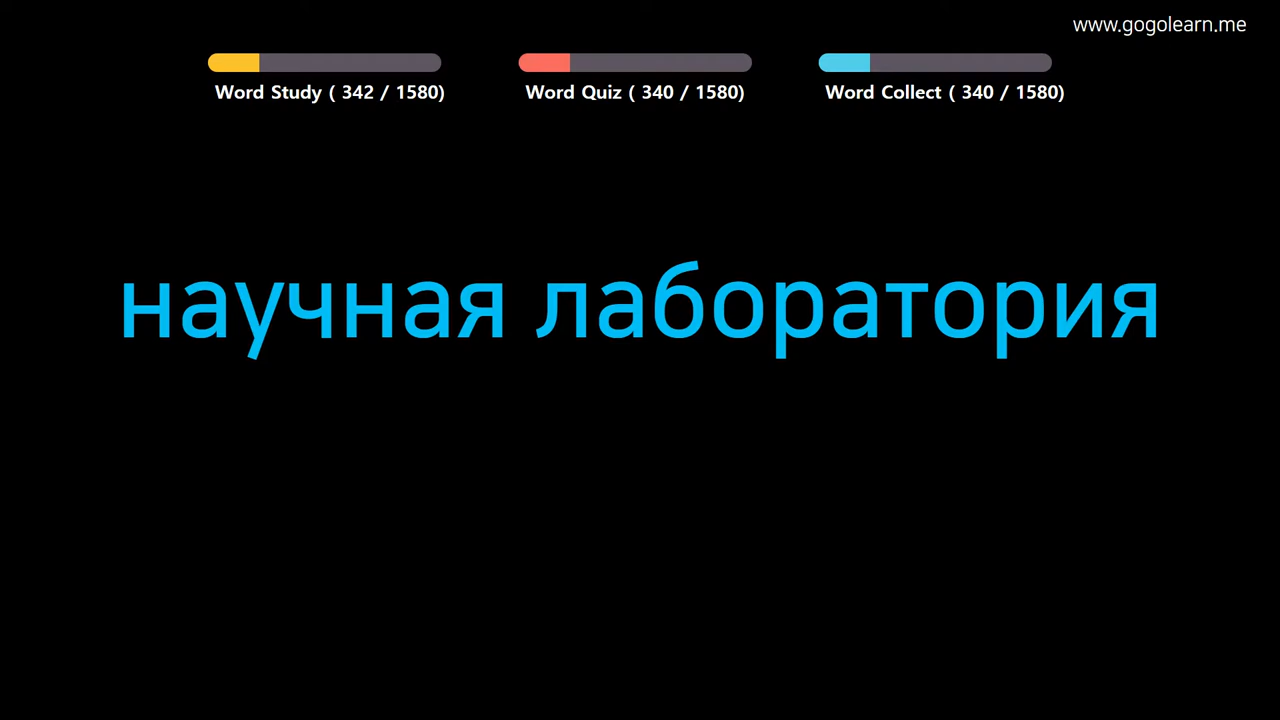 www.gogolearn.me
Word Study ( 342 / 1580)
Word Quiz ( 340 / 1580)
Word Collect ( 340 / 1580)
научная лаборатория